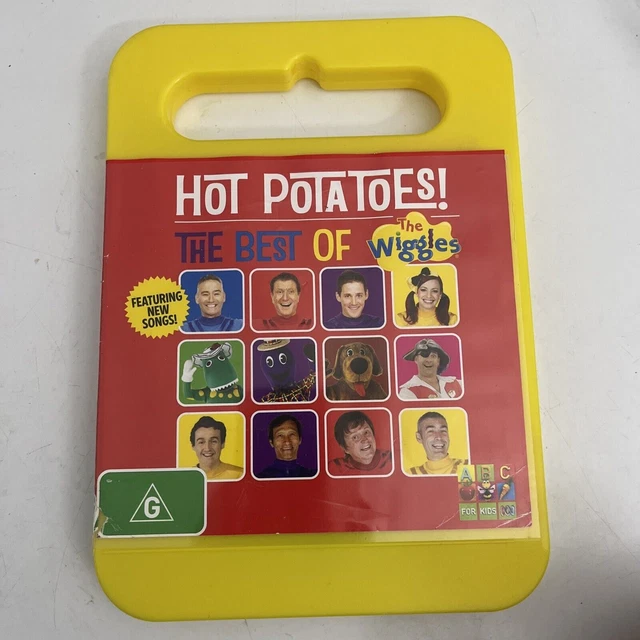 HOT POTATOES!
THE BEST OF The Wiggles
FEATURING
NEW
SONGS!
G
ABC
FOR KIDS